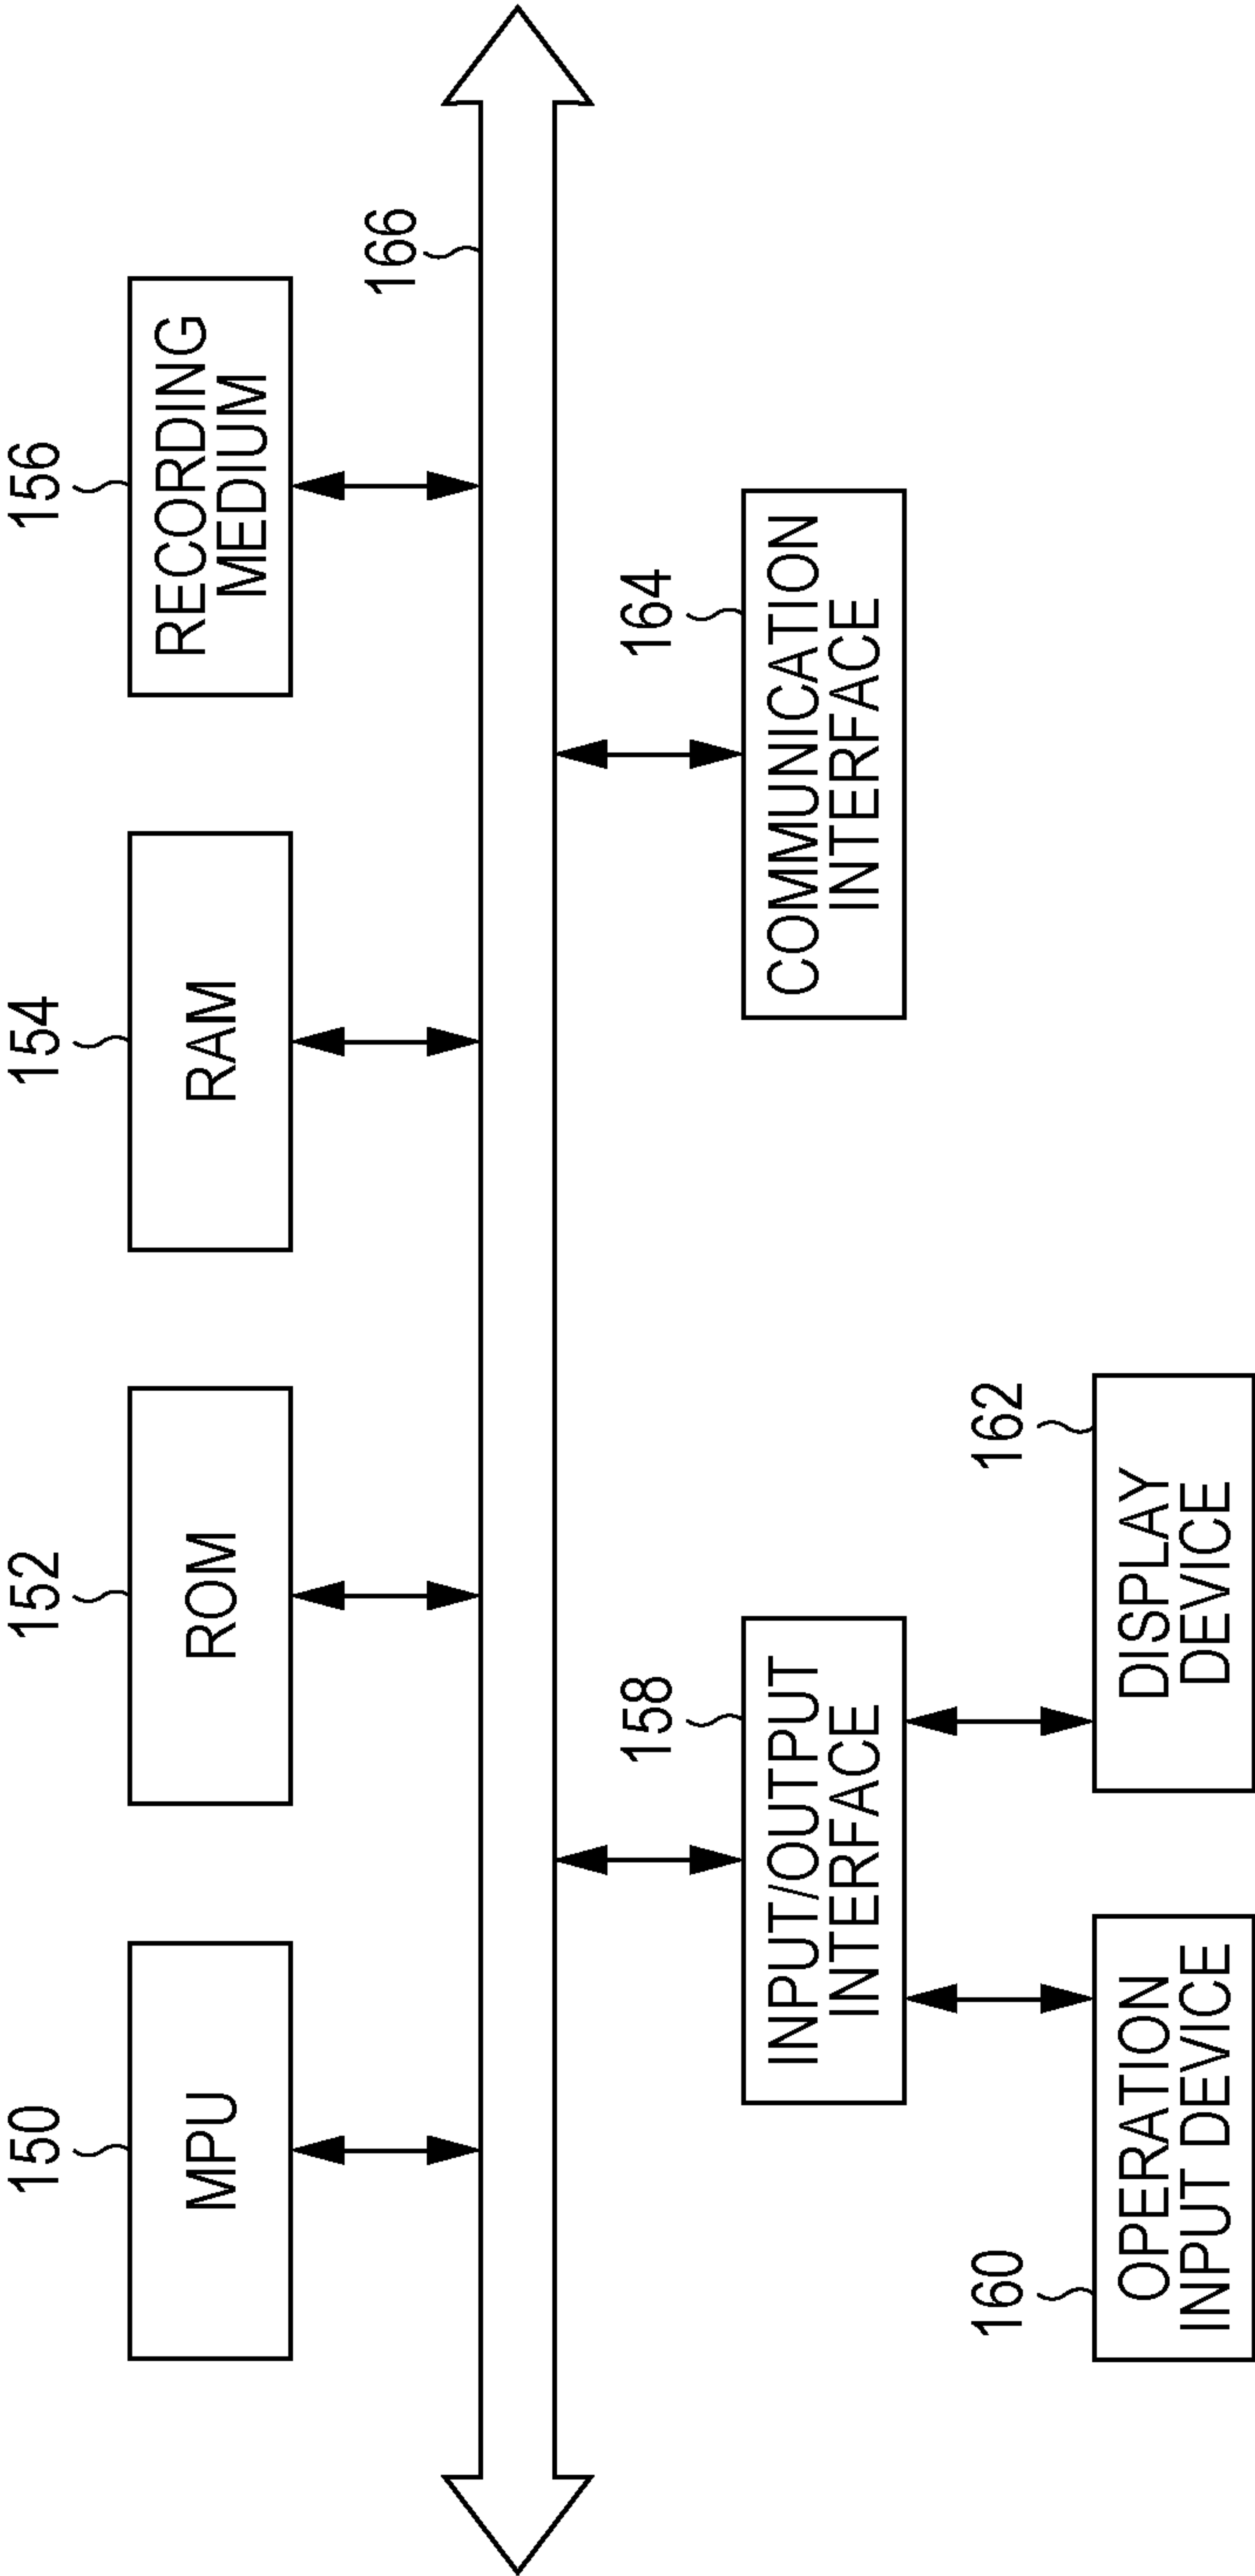 150
MPU
152
ROM
154
RAM
156
RECORDING
MEDIUM
166
158
INPUT/OUTPUT
INTERFACE
164
COMMUNICATION
INTERFACE
160
OPERATION
INPUT DEVICE
162
DISPLAY
DEVICE